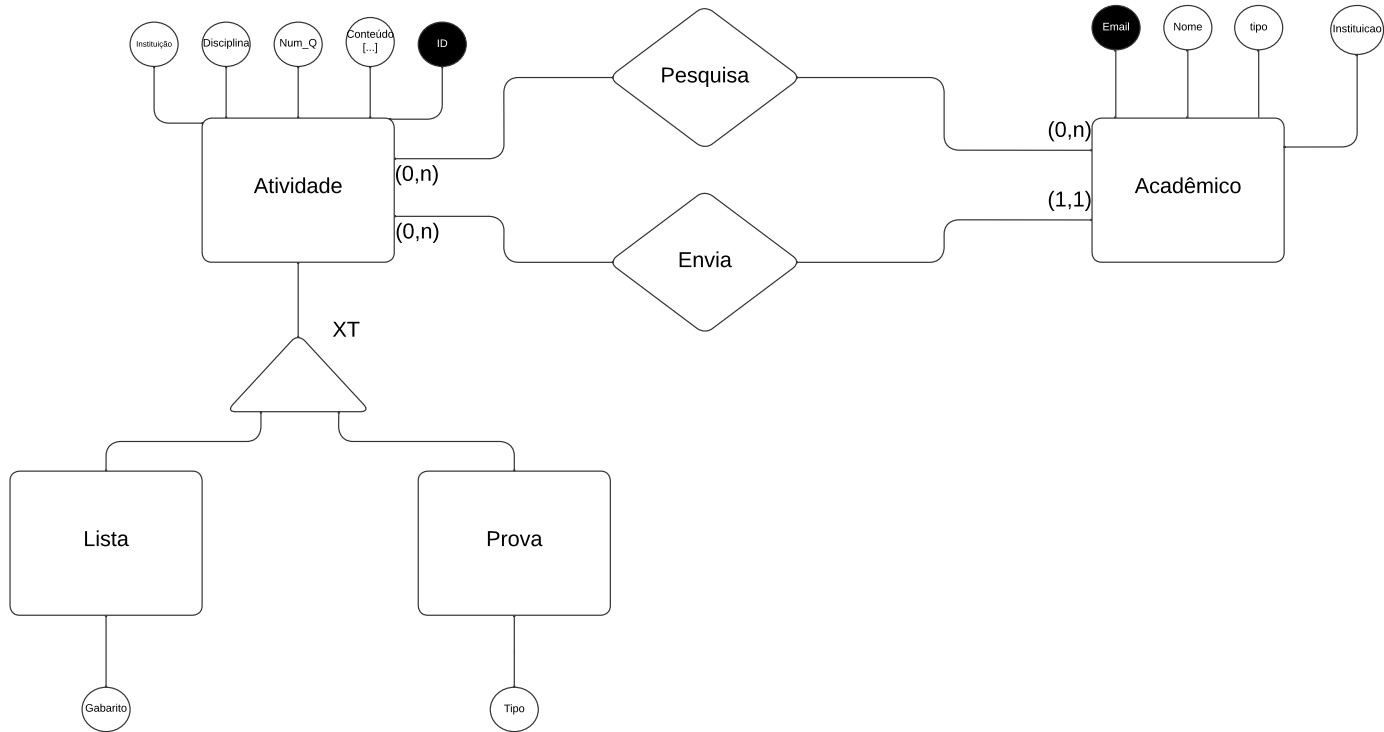 Instituição
Disciplina
Num_Q
Conteúdo
[...]
ID
Pesquisa
Email
Nome
tipo
Instituicao
Atividade
(0,n)
(0,n)
(0,n)
(1,1)
Acadêmico
Envia
XT
Lista
Prova
Gabarito
Tipo